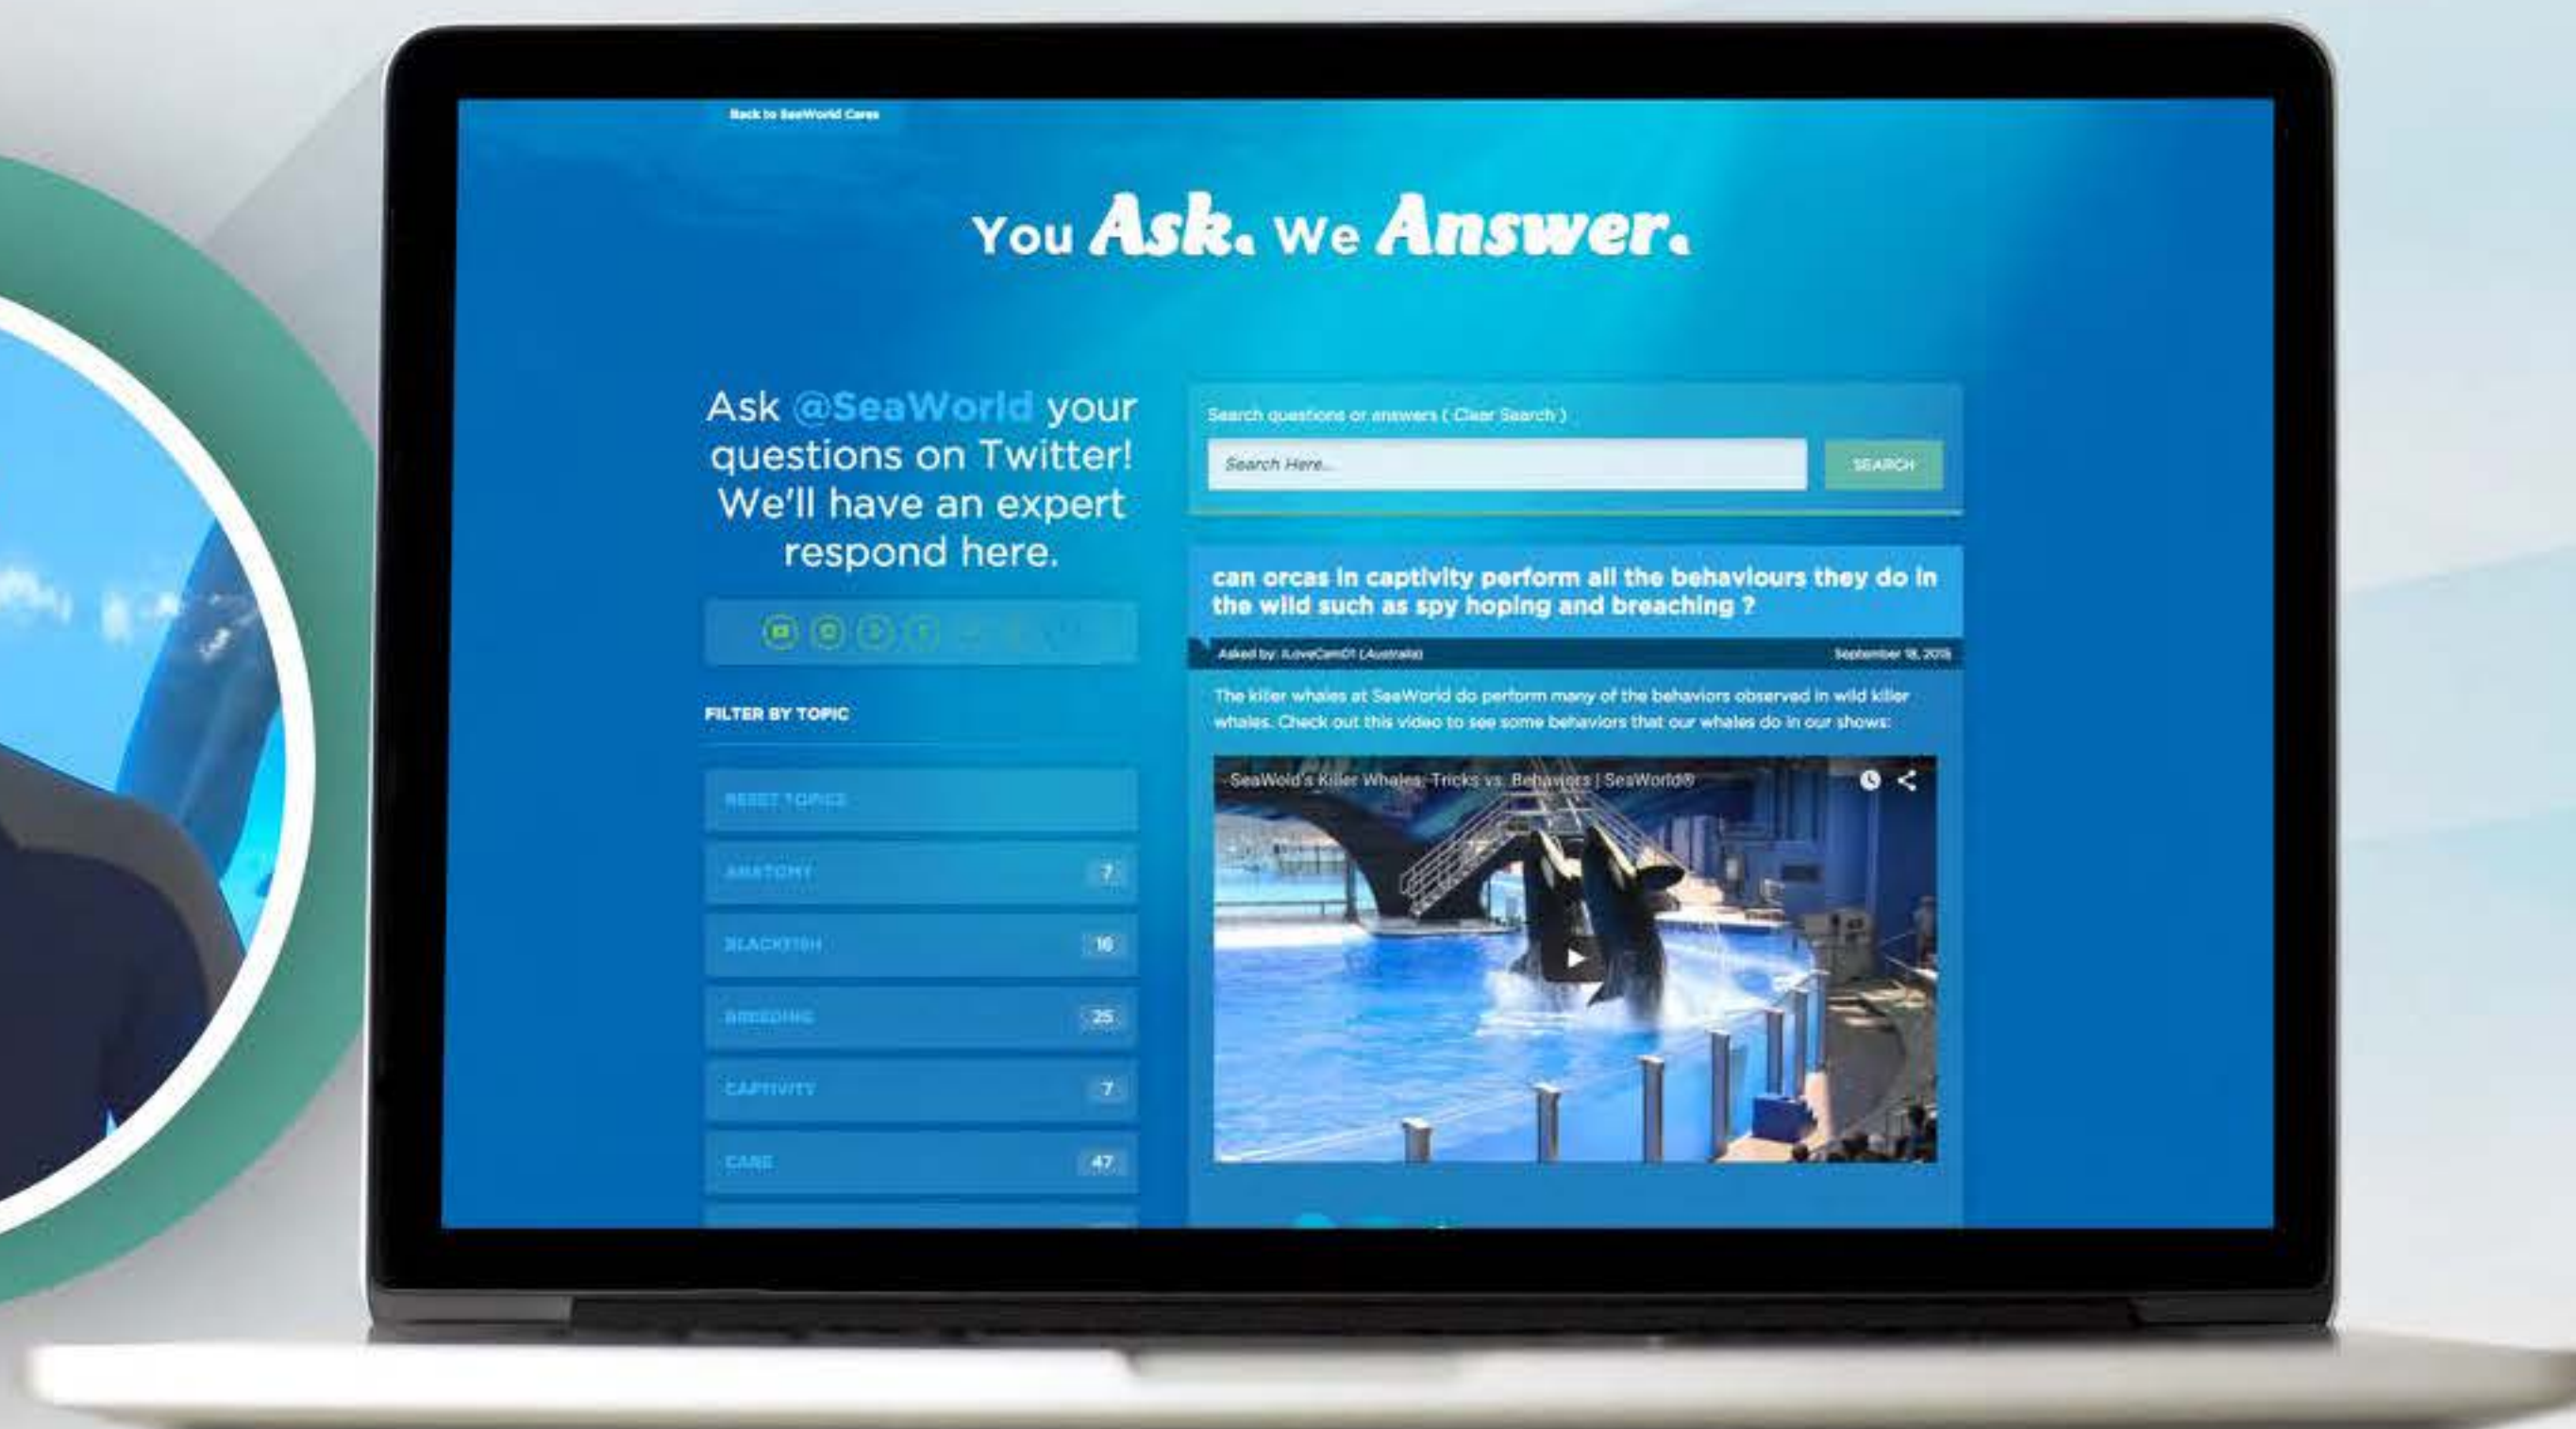 Back to SeaWorld Cares
You Ask. We Answer.
Ask @SeaWorld your
questions on Twitter!
We'll have an expert
respond here.
FILTER BY TOPIC
RESET TOPICS
ANATOMY 7
BLACKFISH 16
BREEDING 25
CAPTIVITY 7
CARE 47
Search questions or answers ( Clear Search )
Search Here...
SEARCH
can orcas in captivity perform all the behaviours they do in
the wild such as spy hoping and breaching ?
Asked by: ILoveCam01 (Australia) September 18, 2015
The killer whales at SeaWorld do perform many of the behaviors observed in wild killer
whales. Check out this video to see some behaviors that our whales do in our shows:
SeaWold's Killer Whales: Tricks vs. Behaviors | SeaWorld®